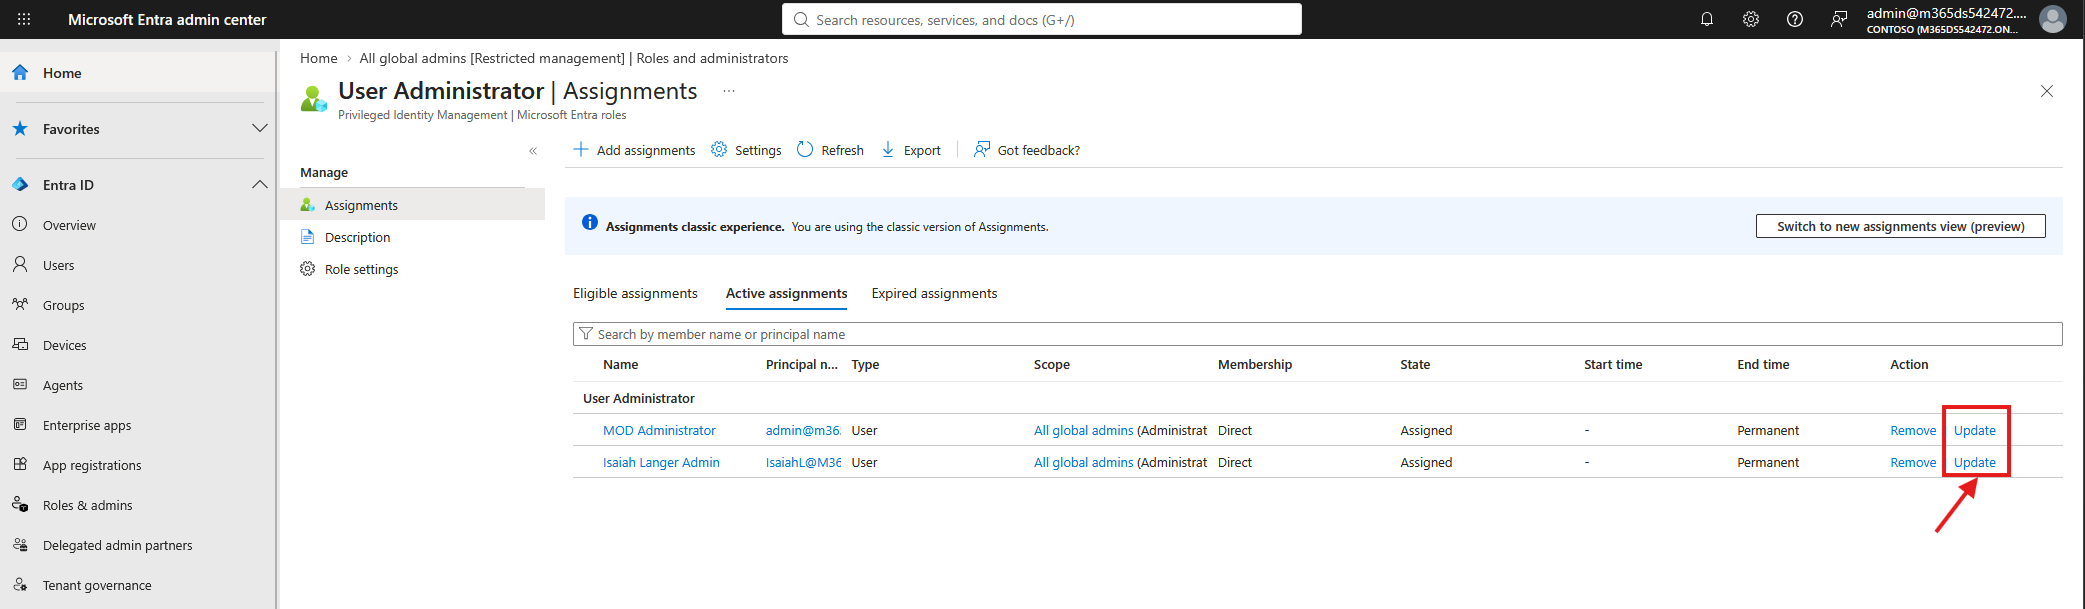 Microsoft Entra admin center
Search resources, services, and docs (G+/)
admin@m365ds542472....
CONTOSO (M365DS542472.ON...
Home
Favorites
Entra ID
Overview
Users
Groups
Devices
Agents
Enterprise apps
App registrations
Roles & admins
Delegated admin partners
Tenant governance
Home > All global admins [Restricted management] | Roles and administrators
User Administrator | Assignments ...
Privileged Identity Management | Microsoft Entra roles
«
Manage
Assignments
Description
Role settings
Add assignments Settings Refresh Export Got feedback?
Assignments classic experience. You are using the classic version of Assignments.
Switch to new assignments view (preview)
Eligible assignments Active assignments Expired assignments
Search by member name or principal name
Name Principal n... Type Scope Membership State Start time End time Action
User Administrator
MOD Administrator admin@m36 User All global admins (Administrat Direct Assigned - Permanent Remove Update
Isaiah Langer Admin IsaiahL@M36 User All global admins (Administrat Direct Assigned - Permanent Remove Update